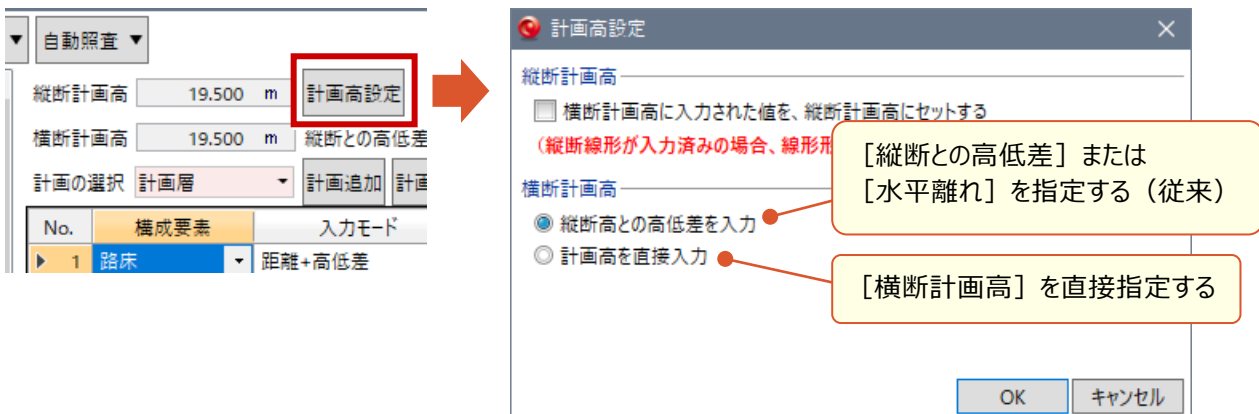 自動照査
縦断計画高 19.500 m 計画高設定
横断計画高 19.500 m 縦断との高低差
計画の選択 計画層 計画追加 計画
No. 構成要素 入力モード
1 路床 距離+高低差
計画高設定
縦断計画高
横断計画高に入力された値を、縦断計画高にセットする
(縦断線形が入力済みの場合、線形
横断計画高
縦断高との高低差を入力
計画高を直接入力
[縦断との高低差] または
[水平離れ] を指定する（従来）
[横断計画高] を直接指定する
OK キャンセル